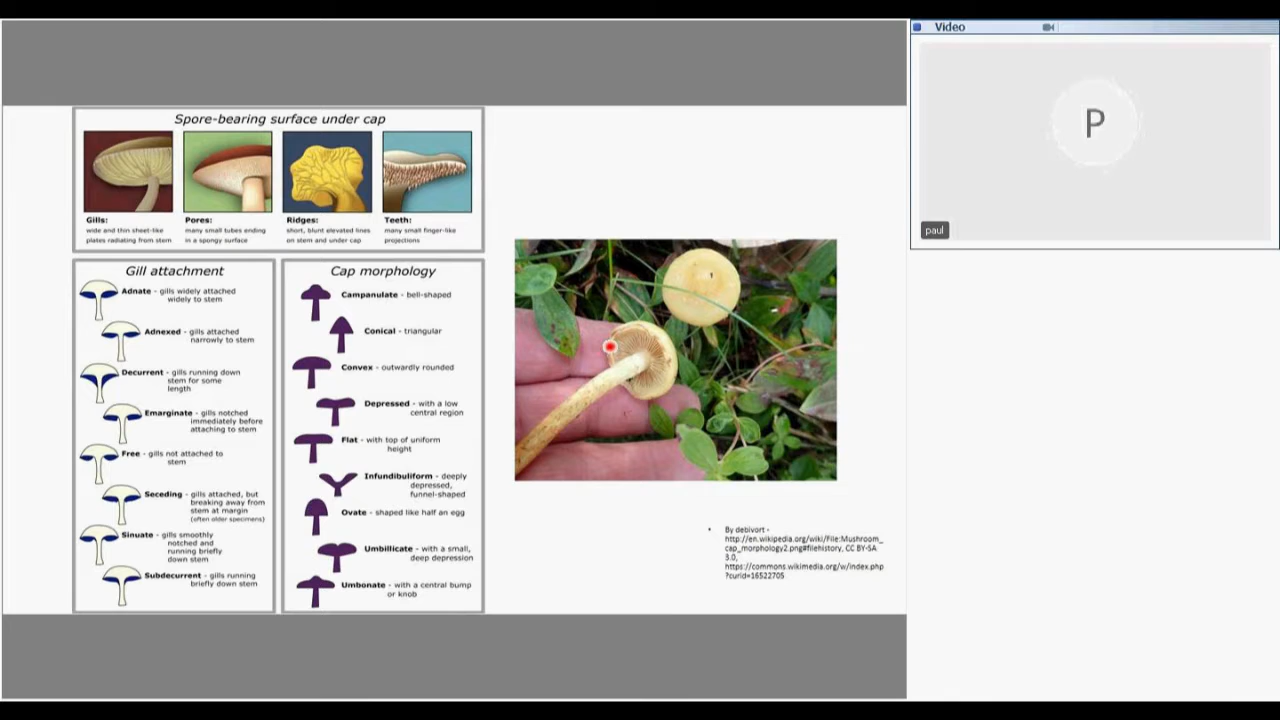 Video
P
paul
Spore-bearing surface under cap
Gills:
wide and thin sheet-like
plates radiating from stem
Pores:
many small tubes ending
in a spongy surface
Ridges:
short, blunt elevated lines
on stem and under cap
Teeth:
many small finger-like
projections
Gill attachment
Adnate - gills widely attached
widely to stem
Adnexed - gills attached
narrowly to stem
Decurrent - gills running down
stem for some
length
Emarginate - gills notched
immediately before
attaching to stem
Free - gills not attached to
stem
Seceding - gills attached, but
breaking away from
stem at margin
(often older specimens)
Sinuate - gills smoothly
notched and
running briefly
down stem
Subdecurrent - gills running
briefly down stem
Cap morphology
Campanulate - bell-shaped
Conical - triangular
Convex - outwardly rounded
Depressed - with a low
central region
Flat - with top of uniform
height
Infundibuliform - deeply
depressed,
funnel-shaped
Ovate - shaped like half an egg
Umbillicate - with a small,
deep depression
Umbonate - with a central bump
or knob
• By debivort -
http://en.wikipedia.org/wiki/File:Mushroom_
cap_morphology2.png#filehistory, CC BY-SA
3.0,
https://commons.wikimedia.org/w/index.php
?curid=16522705